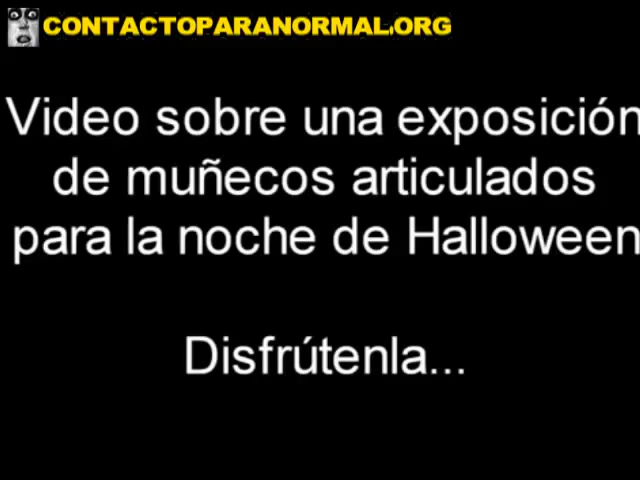 CONTACTOPARANORMAL.ORG
Video sobre una exposición
de muñecos articulados
para la noche de Halloween
Disfrútenla...